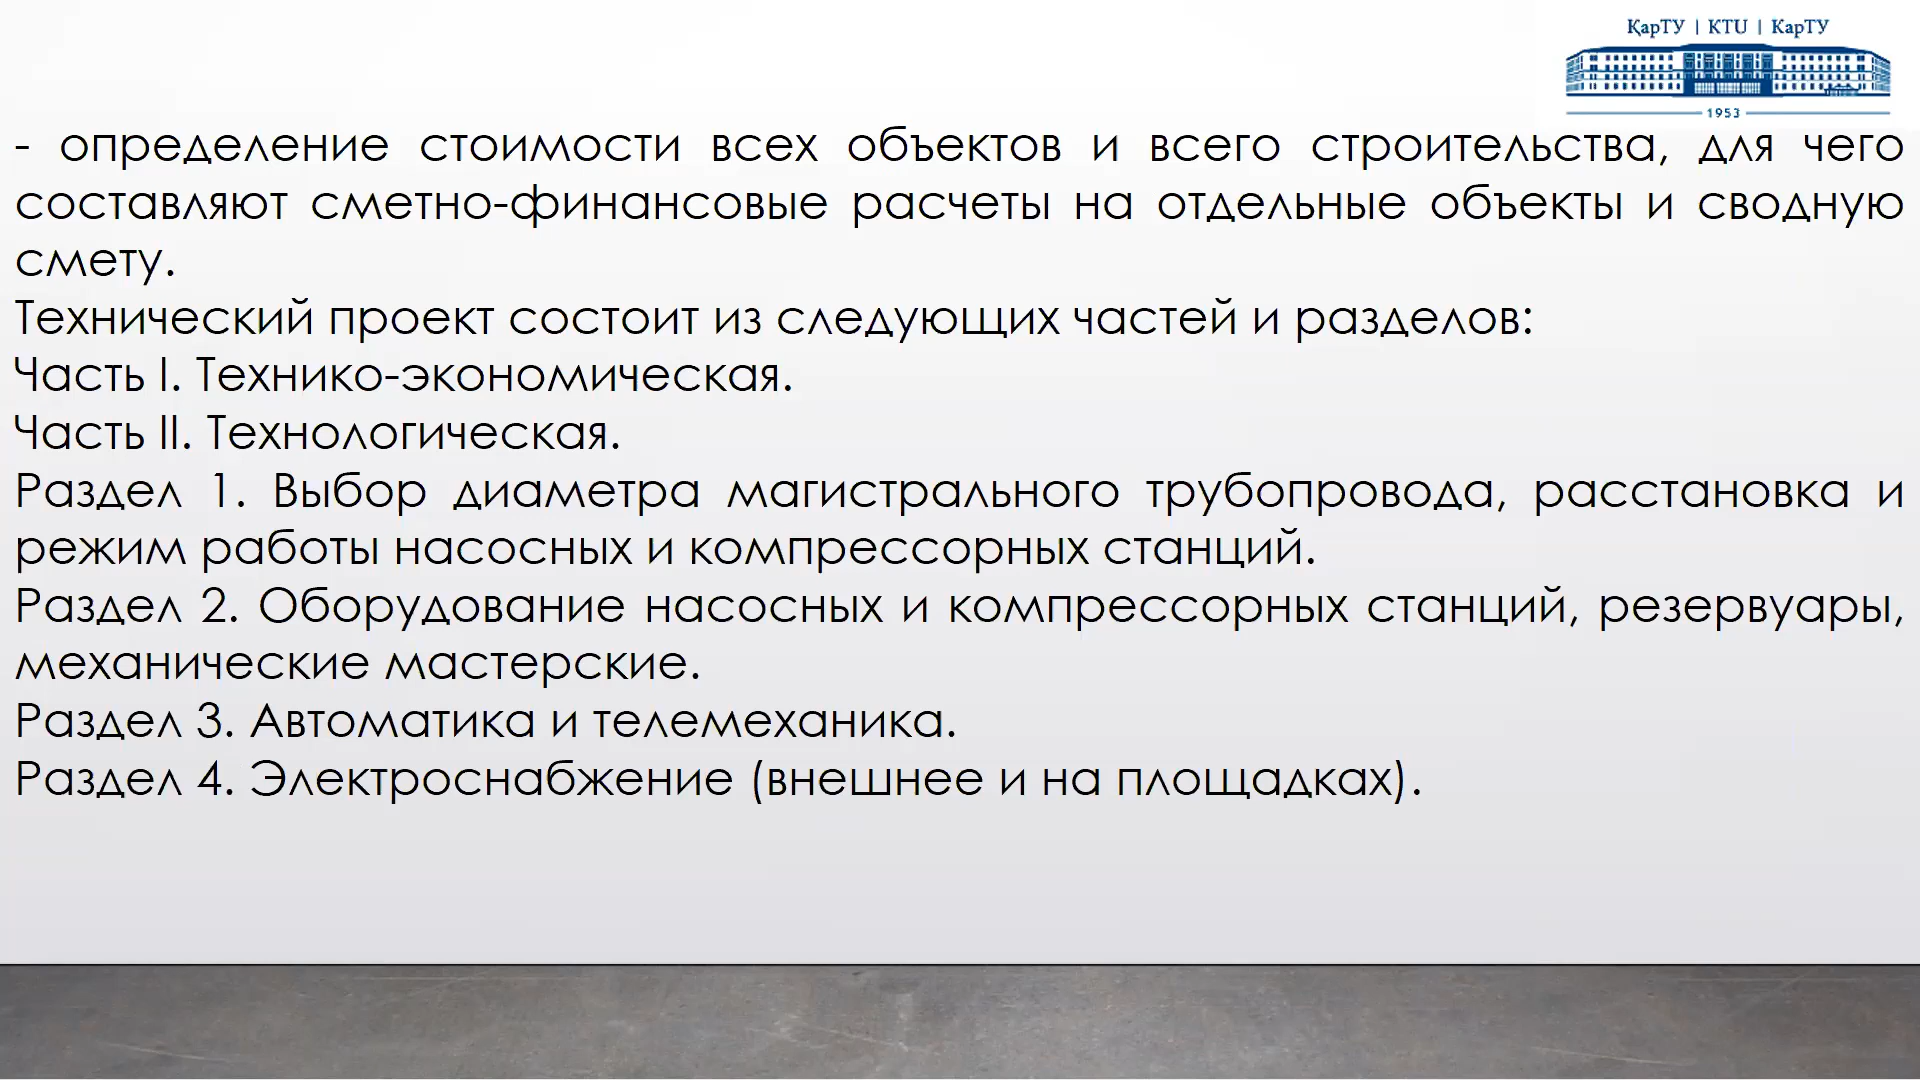 ҚарТУ | KTU | КарТУ
1953
- определение стоимости всех объектов и всего строительства, для чего
составляют сметно-финансовые расчеты на отдельные объекты и сводную
смету.
Технический проект состоит из следующих частей и разделов:
Часть I. Технико-экономическая.
Часть II. Технологическая.
Раздел 1. Выбор диаметра магистрального трубопровода, расстановка и
режим работы насосных и компрессорных станций.
Раздел 2. Оборудование насосных и компрессорных станций, резервуары,
механические мастерские.
Раздел 3. Автоматика и телемеханика.
Раздел 4. Электроснабжение (внешнее и на площадках).